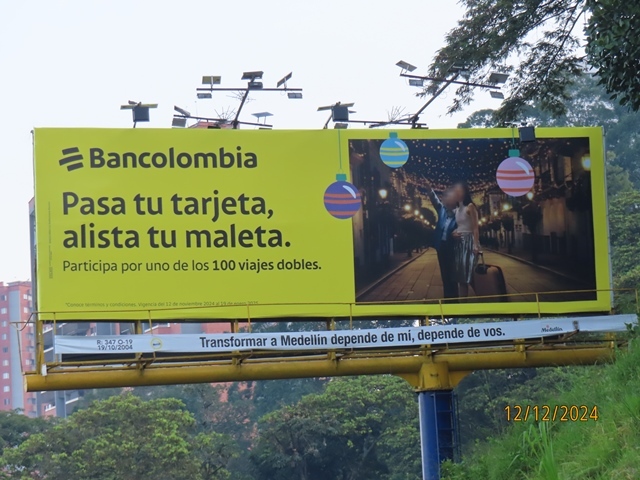 Bancolombia
Pasa tu tarjeta,
alista tu maleta.
Participa por uno de los 100 viajes dobles.
R: 347 O-19
19/10/2004
Transformar a Medellín depende de mí, depende de vos.
Medellín
12/12/2024